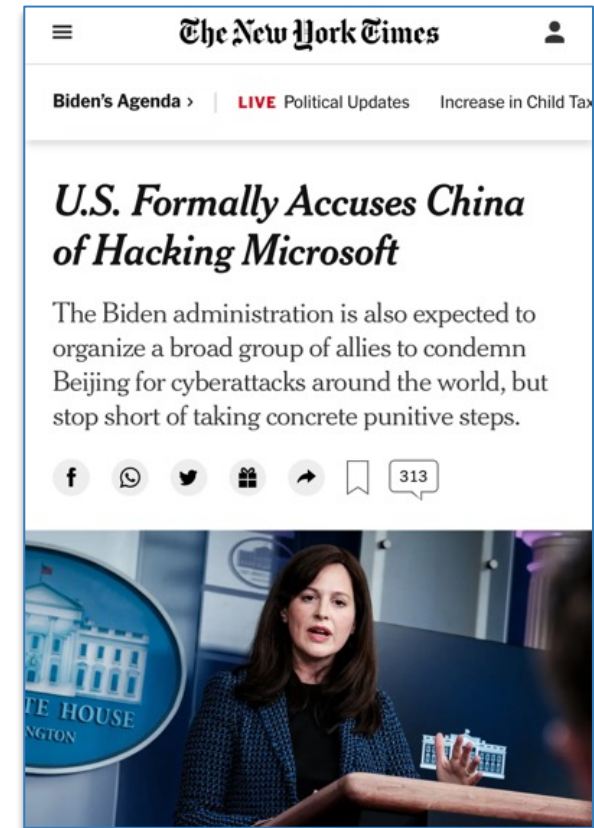 The New York Times
Biden's Agenda > | LIVE Political Updates Increase in Child Tax
U.S. Formally Accuses China
of Hacking Microsoft
The Biden administration is also expected to
organize a broad group of allies to condemn
Beijing for cyberattacks around the world, but
stop short of taking concrete punitive steps.
313
TE HOUSE
NGTON